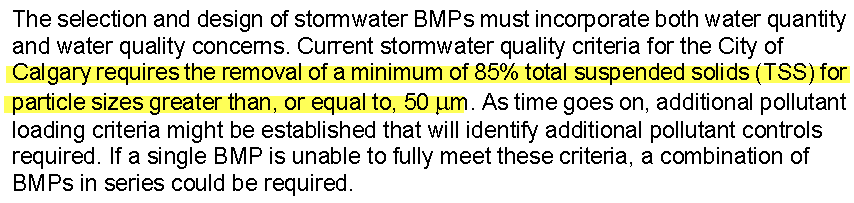 The selection and design of stormwater BMPs must incorporate both water quantity
and water quality concerns. Current stormwater quality criteria for the City of
Calgary requires the removal of a minimum of 85% total suspended solids (TSS) for
particle sizes greater than, or equal to, 50 μm. As time goes on, additional pollutant
loading criteria might be established that will identify additional pollutant controls
required. If a single BMP is unable to fully meet these criteria, a combination of
BMPs in series could be required.